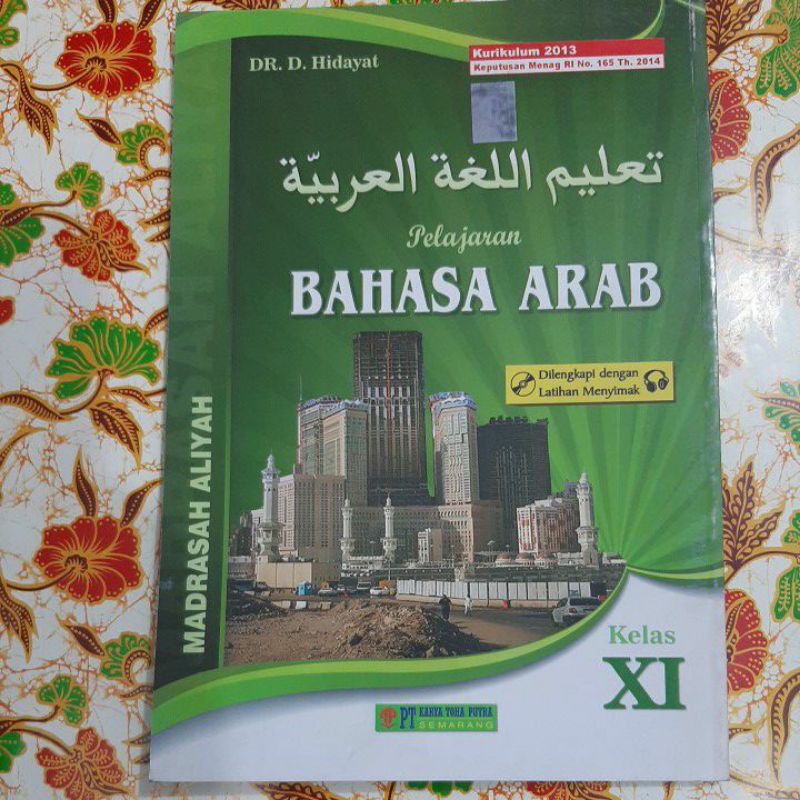 DR. D. Hidayat
Kurikulum 2013
Keputusan Menag RI No. 165 Th. 2014
تعليم اللغة العربيّة
Pelajaran
BAHASA ARAB
Dilengkapi dengan
Latihan Menyimak
MADRASAH ALIYAH
Kelas
XI
PT KARYA TOHA PUTRA
SEMARANG